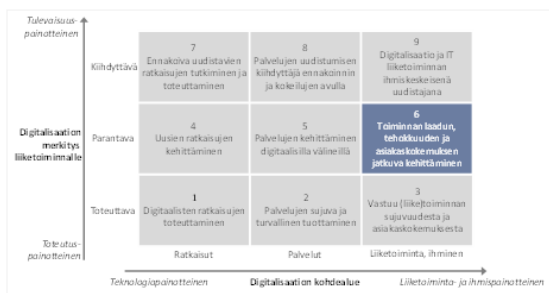 Tulevaisuus-
painotteinen
Kiihdyttävä
7
Ennakoiva uudistavien
ratkaisujen tutkiminen ja
toteuttaminen
8
Palvelujen uudistumisen
kiihdyttäjä ennakoinnin
ja kokeilujen avulla
9
Digitalisaatio ja IT
liiketoiminnan
ihmiskeskeisenä
uudistajana
Digitalisaation
merkitys
liiketoiminnalle
Parantava
4
Uusien ratkaisujen
kehittäminen
5
Palvelujen kehittäminen
digitaalisilla välineillä
6
Toiminnan laadun,
tehokkuuden ja
asiakaskokemuksen
jatkuva kehittäminen
Toteuttava
1
Digitaalisten ratkaisujen
toteuttaminen
2
Palvelujen sujuva ja
turvallinen tuottaminen
3
Vastuu (liike)toiminnan
sujuvuudesta ja
asiakaskokemuksesta
Toteutus-
painotteinen
Ratkaisut
Palvelut
Liiketoiminta, ihminen
Teknologiapainotteinen
Digitalisaation kohdealue
Liiketoiminta- ja ihmispainotteinen